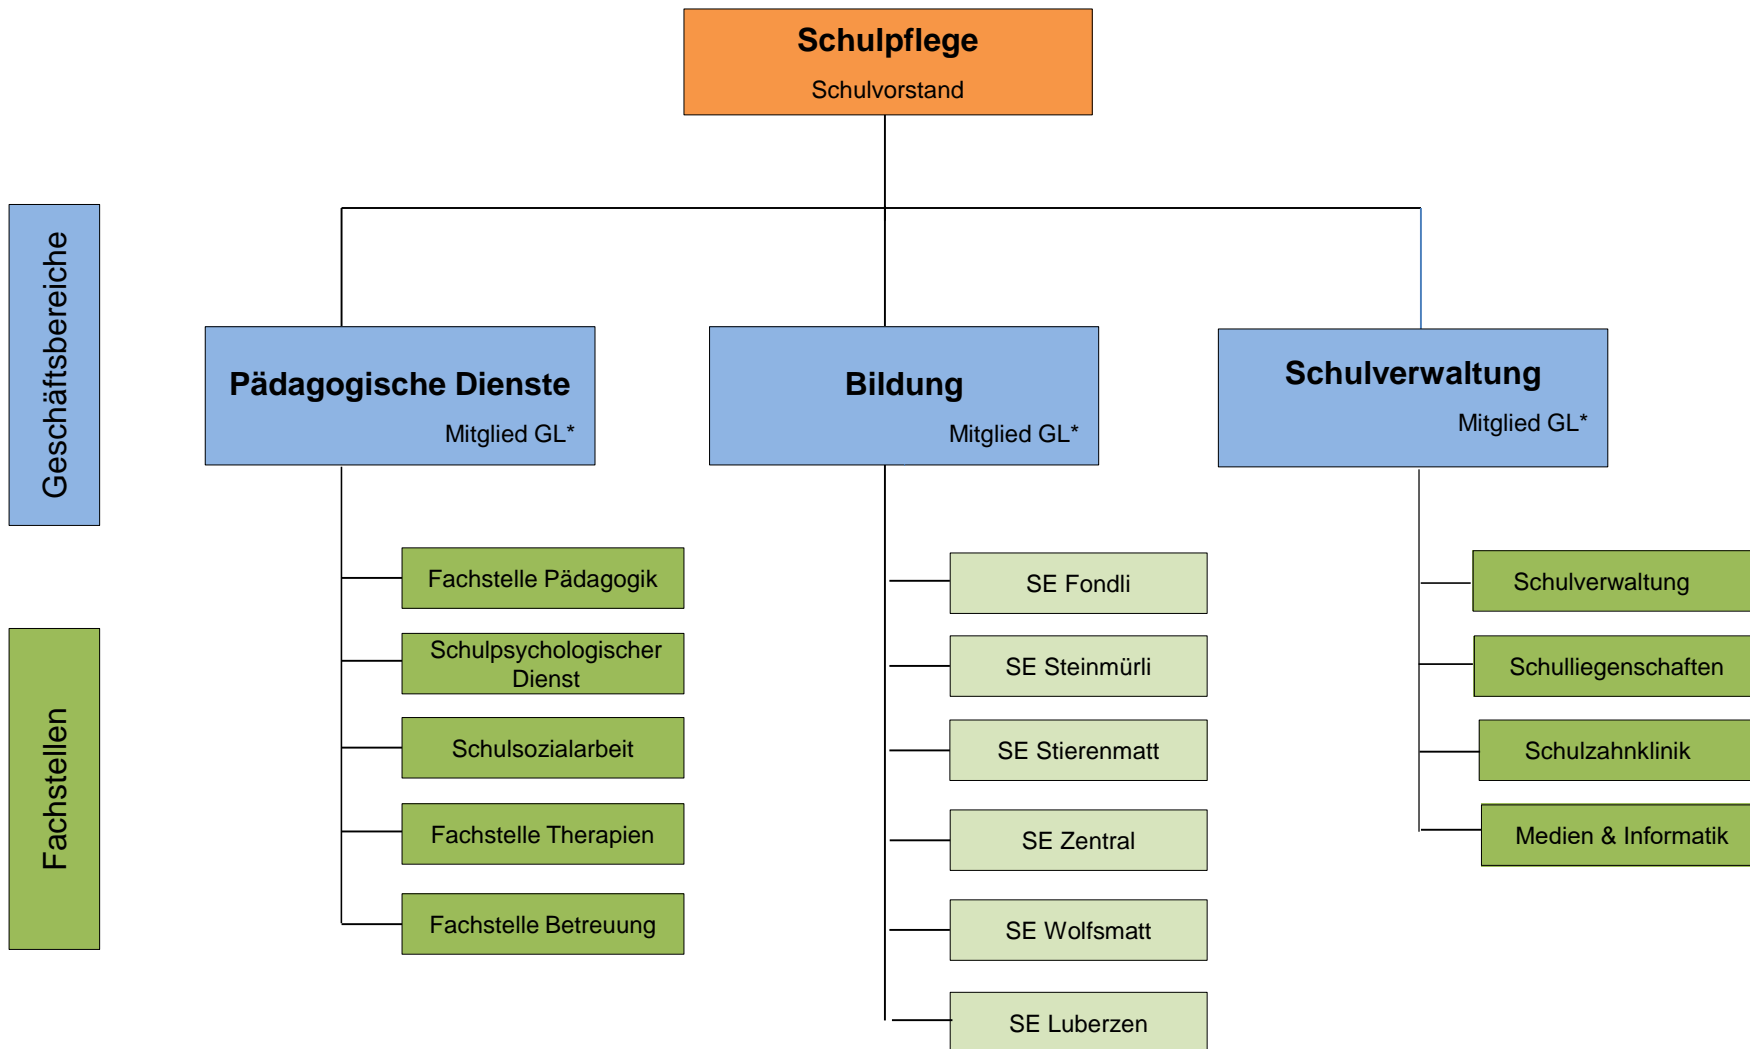 Schulpflege
Schulvorstand
Geschäftsbereiche
Pädagogische Dienste
Mitglied GL*
Bildung
Mitglied GL*
Schulverwaltung
Mitglied GL*
Fachstellen
Fachstelle Pädagogik
Schulpsychologischer
Dienst
Schulsozialarbeit
Fachstelle Therapien
Fachstelle Betreuung
SE Fondli
SE Steinmürli
SE Stierenmatt
SE Zentral
SE Wolfsmatt
SE Luberzen
Schulverwaltung
Schulliegenschaften
Schulzahnklinik
Medien & Informatik